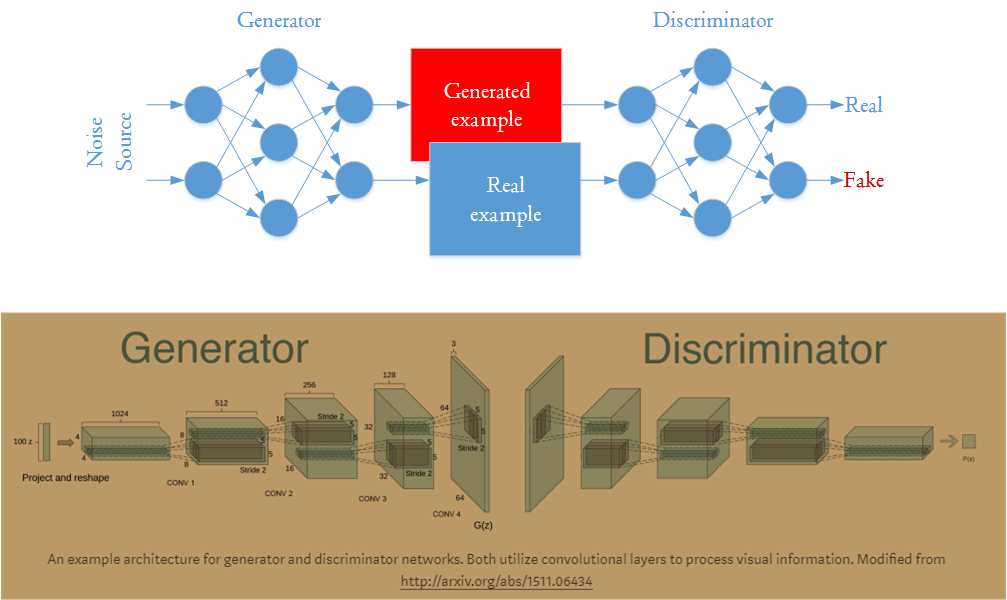 Generator
Discriminator
Noise
Source
Generated
example
Real
example
Real
Fake
Generator
Discriminator
3
128
256
512
1024
100 z
4
4
Project and reshape
8
5
5
8
Stride 2
CONV 1
16
Stride 2
5
5
16
CONV 2
32
5
5
Stride 2
32
CONV 3
64
5
5
Stride 2
64
CONV 4
G(z)
P(x)
An example architecture for generator and discriminator networks. Both utilize convolutional layers to process visual information. Modified from
http://arxiv.org/abs/1511.06434